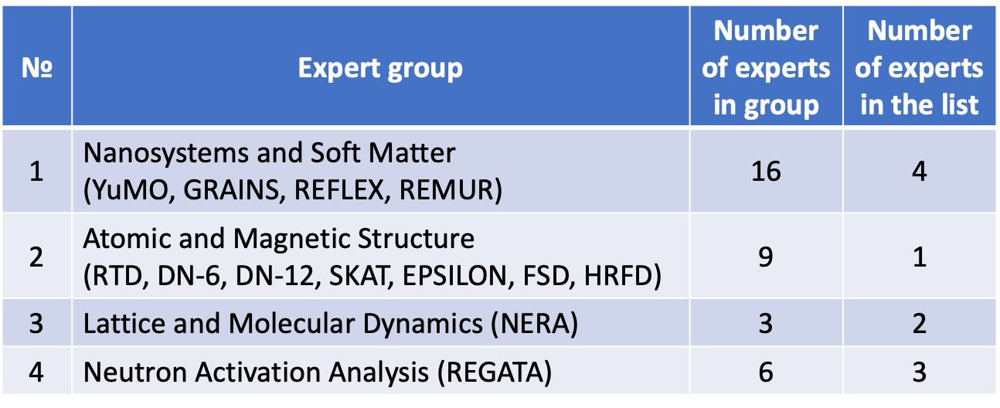 № Expert group Number of experts in group Number of experts in the list
1 Nanosystems and Soft Matter
(YuMO, GRAINS, REFLEX, REMUR) 16 4
2 Atomic and Magnetic Structure
(RTD, DN-6, DN-12, SKAT, EPSILON, FSD, HRFD) 9 1
3 Lattice and Molecular Dynamics (NERA) 3 2
4 Neutron Activation Analysis (REGATA) 6 3